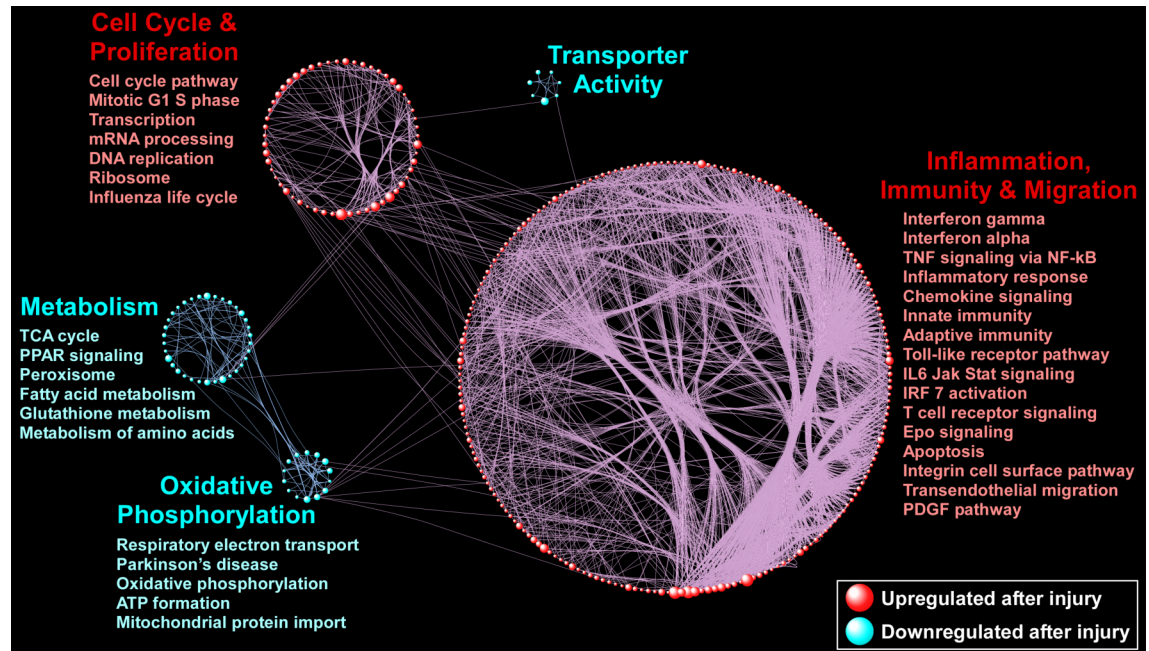 Cell Cycle &
Proliferation
Cell cycle pathway
Mitotic G1 S phase
Transcription
mRNA processing
DNA replication
Ribosome
Influenza life cycle
Transporter
Activity
Inflammation,
Immunity & Migration
Interferon gamma
Interferon alpha
TNF signaling via NF-kB
Inflammatory response
Chemokine signaling
Innate immunity
Adaptive immunity
Toll-like receptor pathway
IL6 Jak Stat signaling
IRF 7 activation
T cell receptor signaling
Epo signaling
Apoptosis
Integrin cell surface pathway
Transendothelial migration
PDGF pathway
Metabolism
TCA cycle
PPAR signaling
Peroxisome
Fatty acid metabolism
Glutathione metabolism
Metabolism of amino acids
Oxidative
Phosphorylation
Respiratory electron transport
Parkinson's disease
Oxidative phosphorylation
ATP formation
Mitochondrial protein import
Upregulated after injury
Downregulated after injury